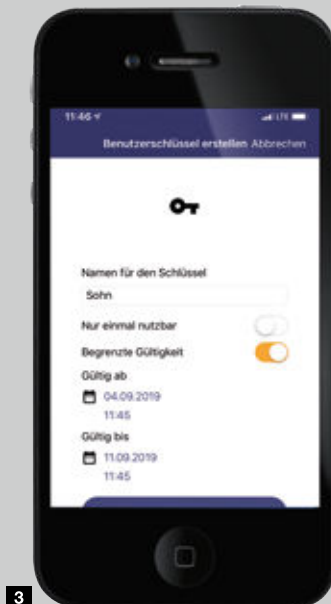 11:46 LTE
Benutzerschlüssel erstellen Abbrechen
Namen für den Schlüssel
Sohn
Nur einmal nutzbar
Begrenzte Gültigkeit
Gültig ab
04.09.2019
11:45
Gültig bis
11.09.2019
11:45
3